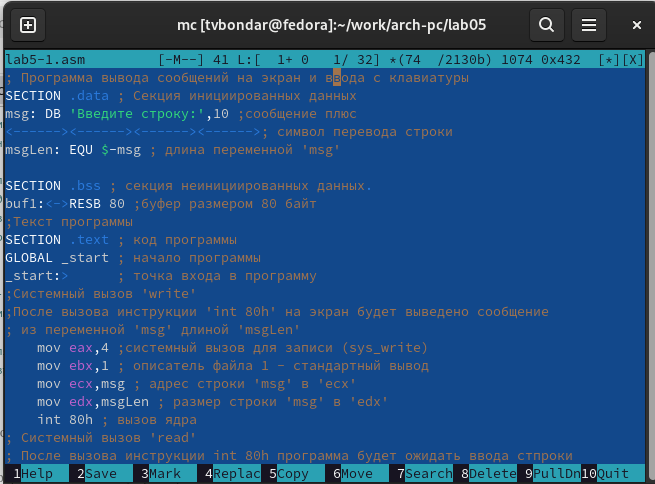 mc [tvbondar@fedora]:~/work/arch-pc/lab05
lab5-1.asm [-M--] 41 L:[ 1+ 0 1/ 32] *(74 /2130b) 1074 0x432 [*][X]
; Программа вывода сообщений на экран и ввода с клавиатуры
SECTION .data ; Секция инициированных данных
msg: DB 'Введите строку:',10 ;сообщение плюс
<------><------><------><------>; символ перевода строки
msgLen: EQU $-msg ; длина переменной 'msg'
SECTION .bss ; секция неинициированных данных.
buf1:<->RESB 80 ;буфер размером 80 байт
;Текст программы
SECTION .text ; код программы
GLOBAL _start ; начало программы
_start:> ; точка входа в программу
;Системный вызов 'write'
;После вызова инструкции 'int 80h' на экран будет выведено сообщение
; из переменной 'msg' длиной 'msgLen'
mov eax,4 ;системный вызов для записи (sys_write)
mov ebx,1 ; описатель файла 1 - стандартный вывод
mov ecx,msg ; адрес строки 'msg' в 'ecx'
mov edx,msgLen ; размер строки 'msg' в 'edx'
int 80h ; вызов ядра
; Системный вызов 'read'
; После вызова инструкции int 80h программа будет ожидать ввода стпроки
1Help 2Save 3Mark 4Replac 5Copy 6Move 7Search 8Delete 9PullDn 10Quit